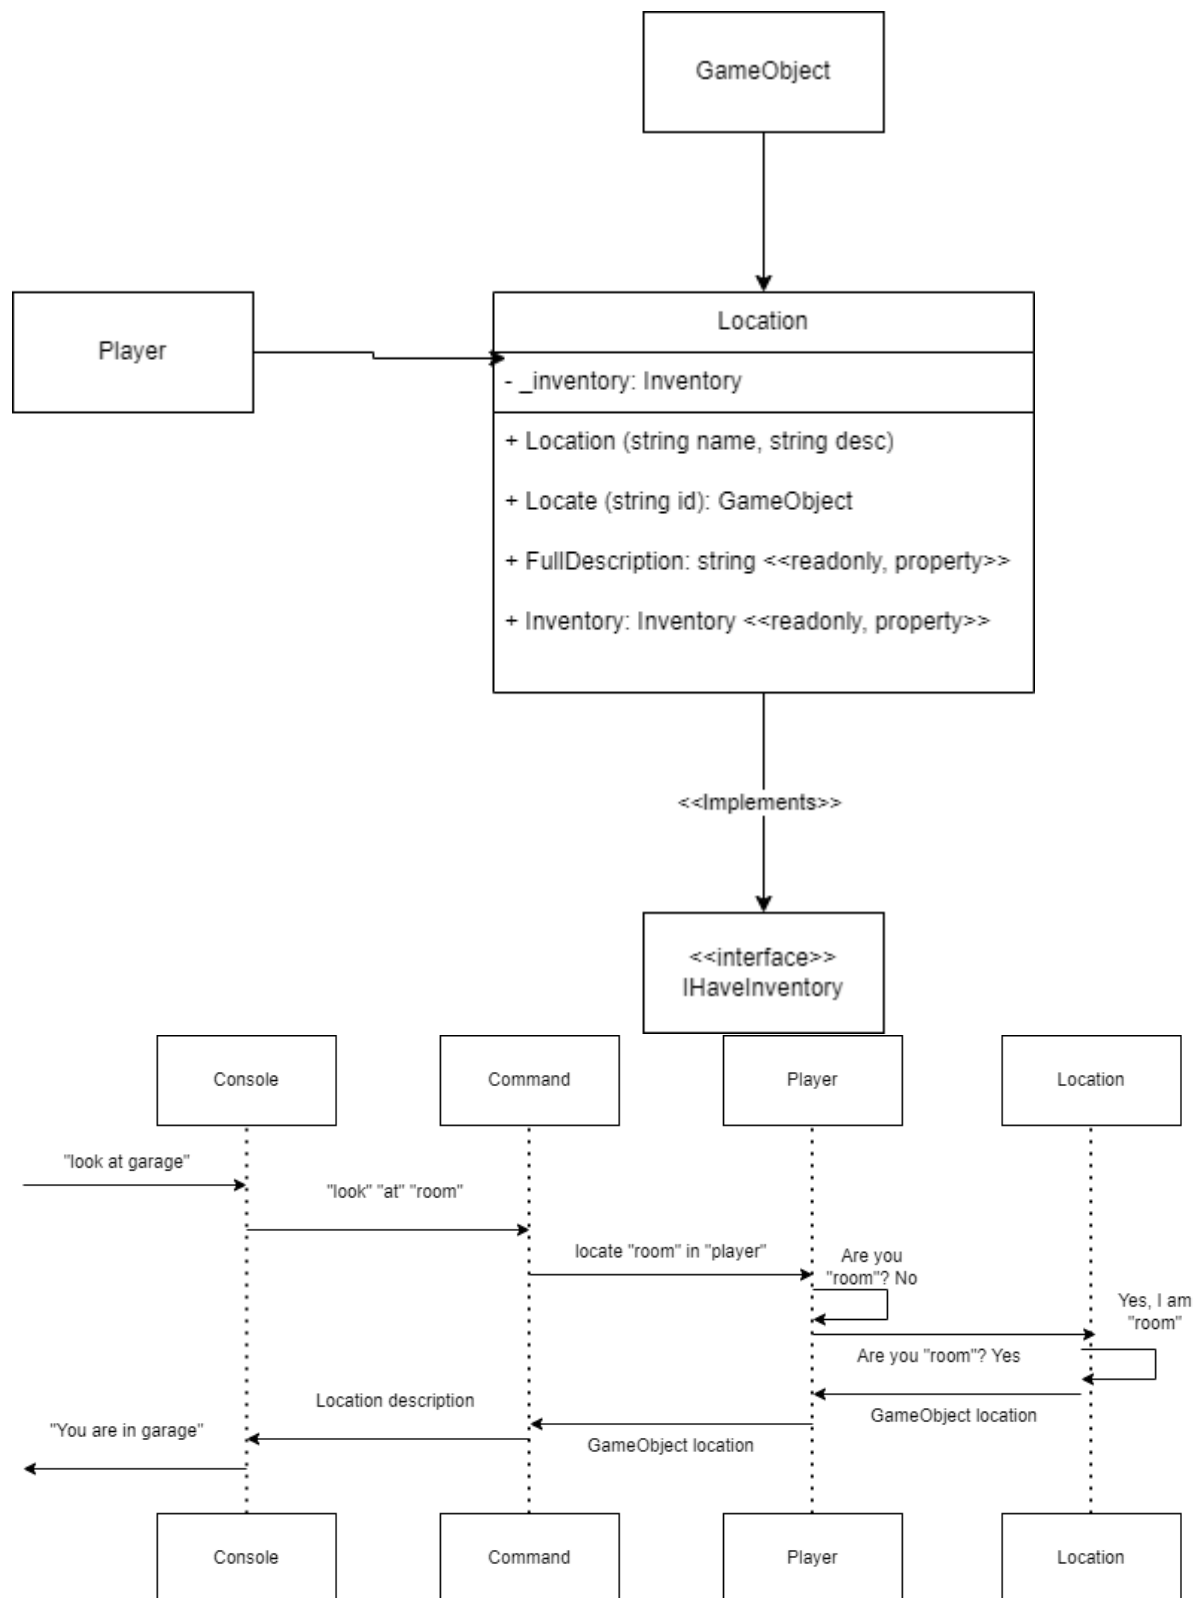 GameObject
Player
Location
- _inventory: Inventory
+ Location (string name, string desc)
+ Locate (string id): GameObject
+ FullDescription: string <<readonly, property>>
+ Inventory: Inventory <<readonly, property>>
<<Implements>>
<<interface>>
IHaveInventory
Console
Command
Player
Location
"look at garage"
"look" "at" "room"
locate "room" in "player"
Are you
"room"? No
Yes, I am
"room"
Are you "room"? Yes
GameObject location
GameObject location
Location description
"You are in garage"
Console
Command
Player
Location